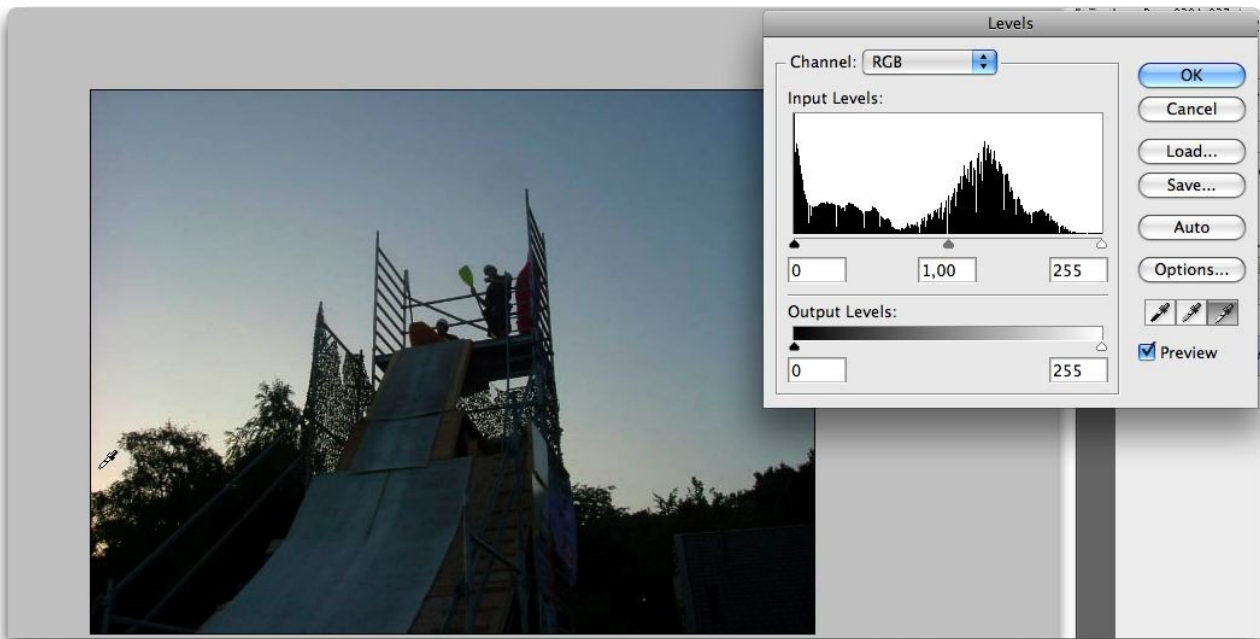 Levels
Channel: RGB
Input Levels:
0 1,00 255
Output Levels:
0 255
OK
Cancel
Load...
Save...
Auto
Options...
Preview